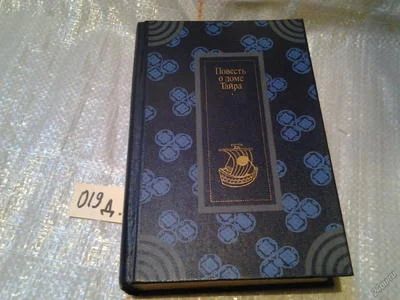 Повесть
о доме
Тайра
019
Д.